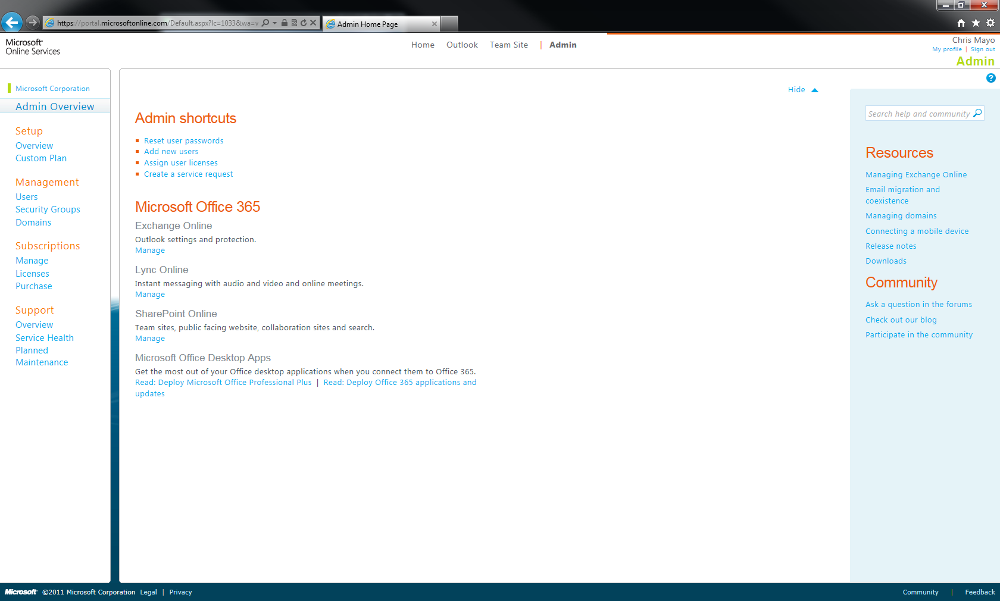 https://portal.microsoftonline.com/Default.aspx?lc=1033&wa=v
Admin Home Page
Microsoft
Online Services
Home Outlook Team Site | Admin
Chris Mayo
My profile | Sign out
Admin
Microsoft Corporation
Admin Overview
Setup
Overview
Custom Plan
Management
Users
Security Groups
Domains
Subscriptions
Manage
Licenses
Purchase
Support
Overview
Service Health
Planned
Maintenance
Hide
Admin shortcuts
Reset user passwords
Add new users
Assign user licenses
Create a service request
Microsoft Office 365
Exchange Online
Outlook settings and protection.
Manage
Lync Online
Instant messaging with audio and video and online meetings.
Manage
SharePoint Online
Team sites, public facing website, collaboration sites and search.
Manage
Microsoft Office Desktop Apps
Get the most out of your Office desktop applications when you connect them to Office 365.
Read: Deploy Microsoft Office Professional Plus | Read: Deploy Office 365 applications and
updates
?
Search help and community
Resources
Managing Exchange Online
Email migration and
coexistence
Managing domains
Connecting a mobile device
Release notes
Downloads
Community
Ask a question in the forums
Check out our blog
Participate in the community
Microsoft ©2011 Microsoft Corporation Legal | Privacy
Community | Feedback